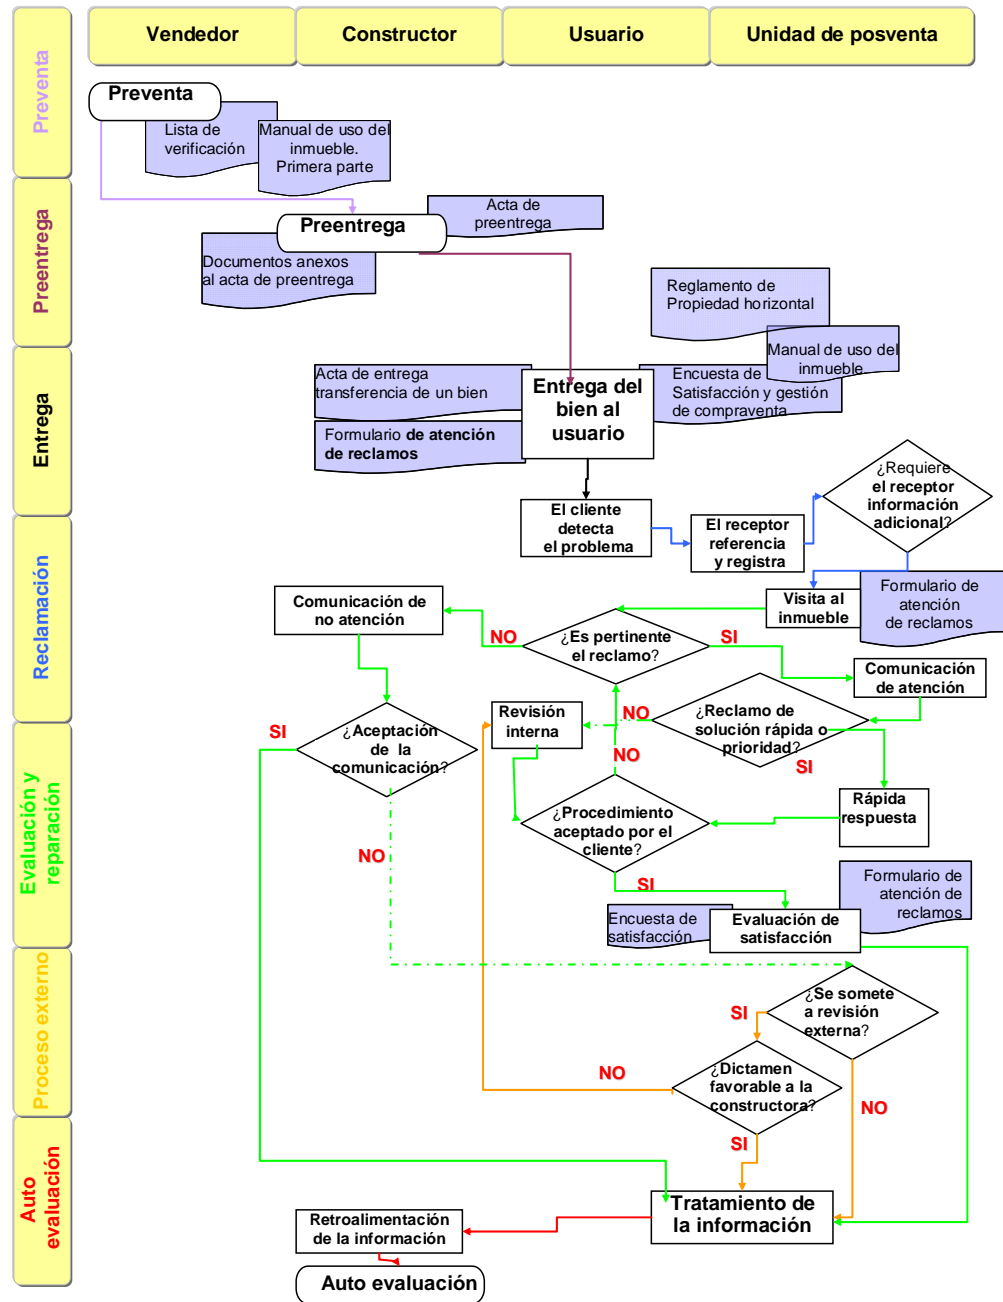 Vendedor
Constructor
Usuario
Unidad de posventa
Preventa
Preventa
Lista de
verificación
Manual de uso del
inmueble.
Primera parte
Preentrega
Preentrega
Acta de
preentrega
Documentos anexos
al acta de preentrega
Reglamento de
Propiedad horizontal
Manual de uso del
inmueble
Entrega
Acta de entrega
transferencia de un bien
Entrega del
bien al
usuario
Encuesta de
Satisfacción y gestión
de compraventa
Formulario de atención
de reclamos
¿Requiere
el receptor
información
adicional?
El cliente
detecta
el problema
El receptor
referencia
y registra
Reclamación
Comunicación de
no atención
Visita al
inmueble
Formulario de
atención
de reclamos
NO
¿Es pertinente
el reclamo?
SI
Comunicación
de atención
Evaluación y
reparación
SI
¿Aceptación
de la
comunicación?
Revisión
interna
NO
¿Reclamo de
solución rápida o
prioridad?
SI
NO
Rápida
respuesta
¿Procedimiento
aceptado por el
cliente?
NO
SI
Formulario de
atención de
reclamos
Encuesta de
satisfacción
Evaluación de
satisfacción
Proceso externo
¿Se somete
a revisión
externa?
SI
NO
¿Dictamen
favorable a la
constructora?
NO
SI
Auto
evaluación
Tratamiento de
la información
Retroalimentación
de la información
Auto evaluación